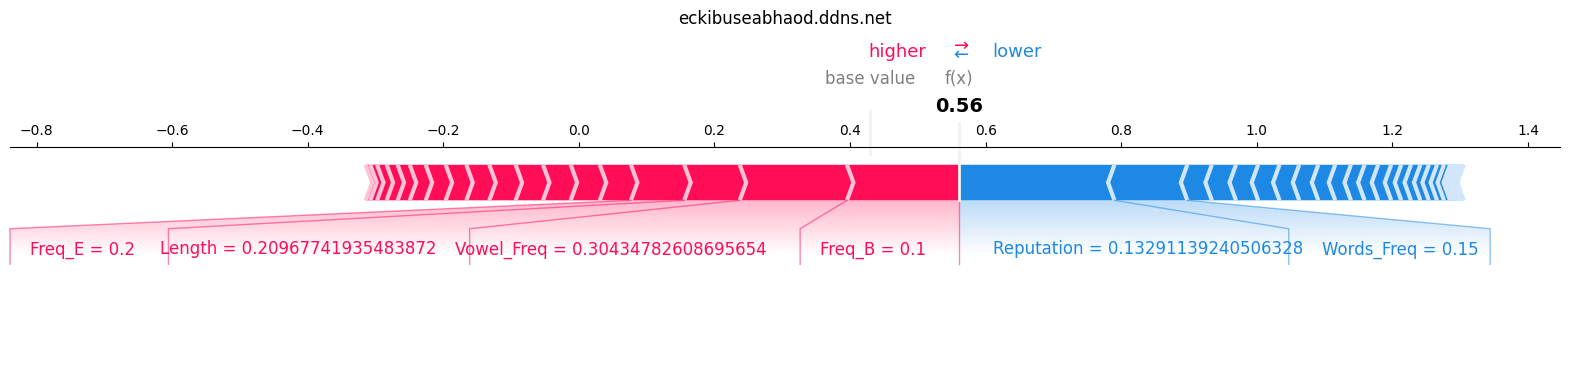 eckibuseabhaod.ddns.net
higher ⇄ lower
base value f(x)
0.56
−0.8 −0.6 −0.4 −0.2 0.0 0.2 0.4 0.6 0.8 1.0 1.2 1.4
Freq_E = 0.2 Length = 0.20967741935483872 Vowel_Freq = 0.30434782608695654 Freq_B = 0.1 Reputation = 0.13291139240506328 Words_Freq = 0.15